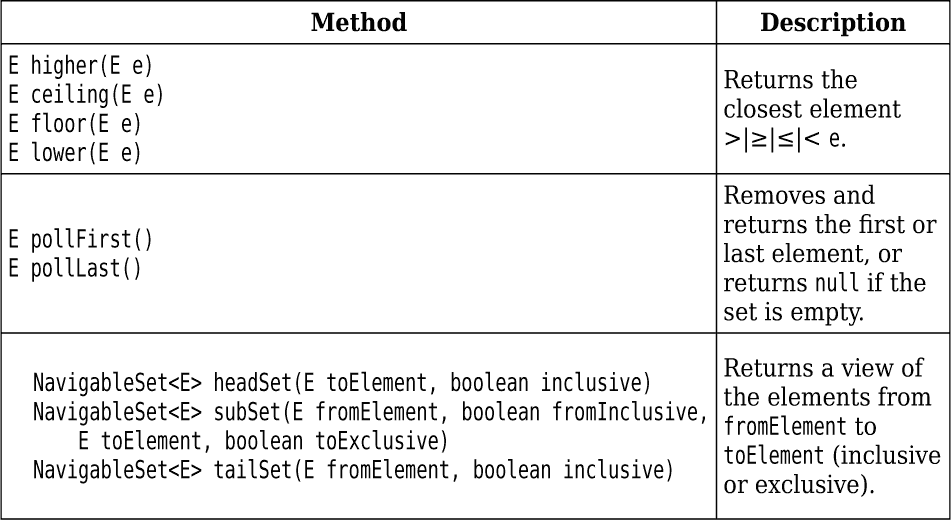 Method
Description
E higher(E e)
E ceiling(E e)
E floor(E e)
E lower(E e)
Returns the
closest element
>|≥|≤|< e.
E pollFirst()
E pollLast()
Removes and
returns the first or
last element, or
returns null if the
set is empty.
NavigableSet<E> headSet(E toElement, boolean inclusive)
NavigableSet<E> subSet(E fromElement, boolean fromInclusive,
E toElement, boolean toExclusive)
NavigableSet<E> tailSet(E fromElement, boolean inclusive)
Returns a view of
the elements from
fromElement to
toElement (inclusive
or exclusive).